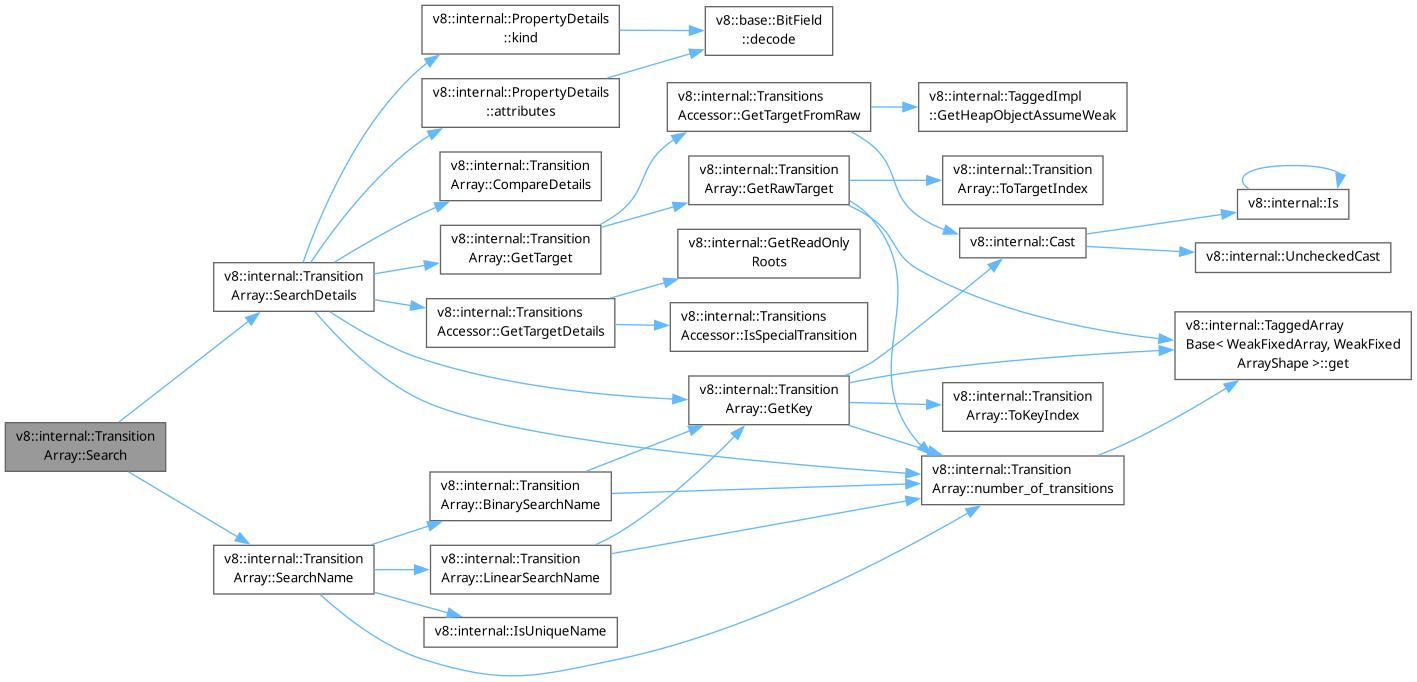 v8::internal::PropertyDetails
::kind
v8::base::BitField
::decode
v8::internal::PropertyDetails
::attributes
v8::internal::Transitions
Accessor::GetTargetFromRaw
v8::internal::TaggedImpl
::GetHeapObjectAssumeWeak
v8::internal::Transition
Array::CompareDetails
v8::internal::Transition
Array::GetRawTarget
v8::internal::Transition
Array::ToTargetIndex
v8::internal::Is
v8::internal::Transition
Array::GetTarget
v8::internal::GetReadOnly
Roots
v8::internal::Cast
v8::internal::UncheckedCast
v8::internal::Transition
Array::SearchDetails
v8::internal::Transitions
Accessor::GetTargetDetails
v8::internal::Transitions
Accessor::IsSpecialTransition
v8::internal::TaggedArray
Base< WeakFixedArray, WeakFixed
ArrayShape >::get
v8::internal::Transition
Array::GetKey
v8::internal::Transition
Array::ToKeyIndex
v8::internal::Transition
Array::Search
v8::internal::Transition
Array::BinarySearchName
v8::internal::Transition
Array::number_of_transitions
v8::internal::Transition
Array::SearchName
v8::internal::Transition
Array::LinearSearchName
v8::internal::IsUniqueName